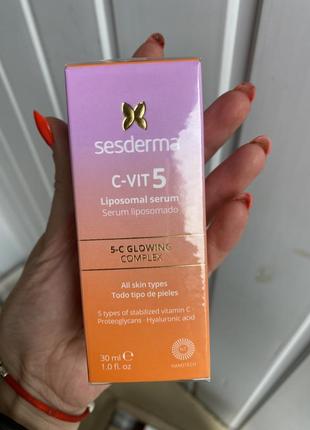 sesderma
C-VIT 5
Liposomal serum
Serum liposomado
5-C GLOWING
COMPLEX
All skin types
Todo tipo de pieles
5 types of stabilized vitamin C ·
Proteoglycans · Hyaluronic acid
30 ml ℮
1.0 fl. oz
NANOTECH